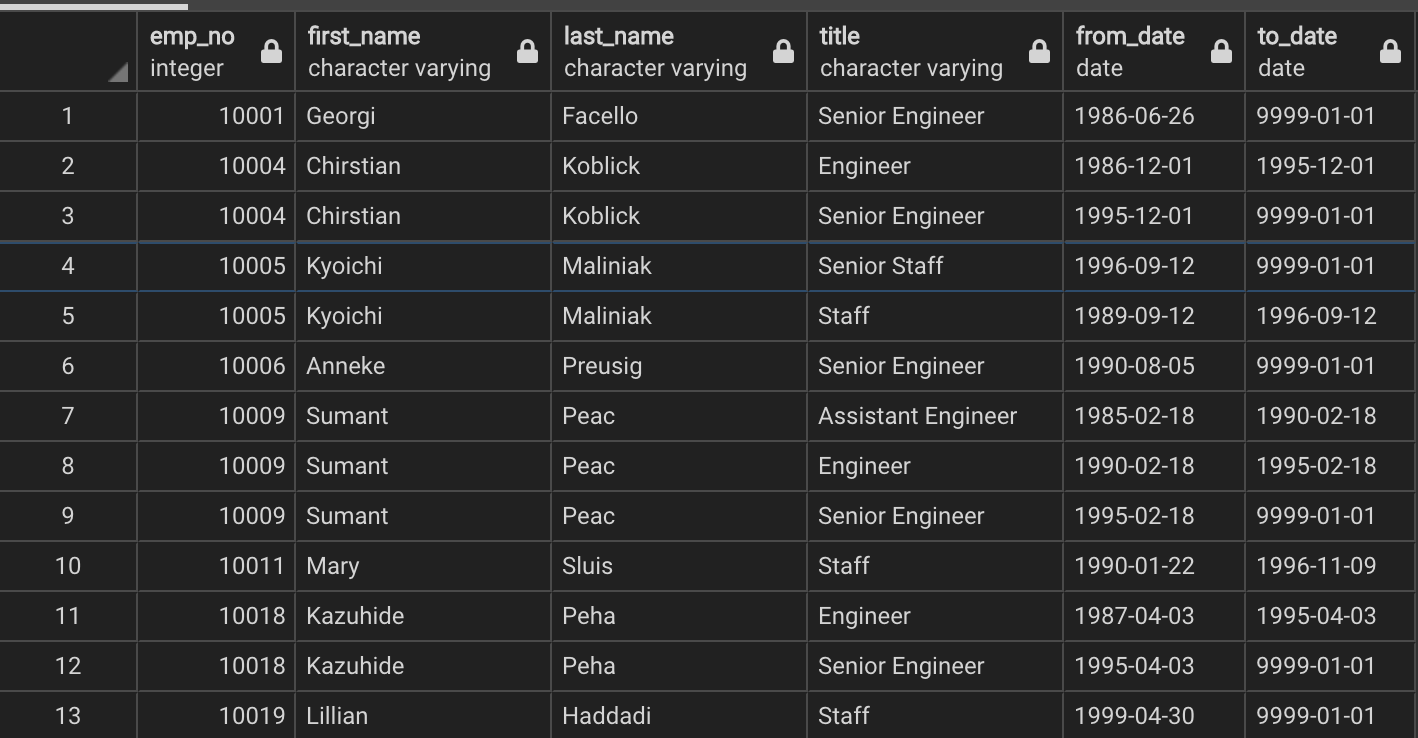 emp_no first_name last_name title from_date to_date
integer character varying character varying character varying date date
1 10001 Georgi Facello Senior Engineer 1986-06-26 9999-01-01
2 10004 Chirstian Koblick Engineer 1986-12-01 1995-12-01
3 10004 Chirstian Koblick Senior Engineer 1995-12-01 9999-01-01
4 10005 Kyoichi Maliniak Senior Staff 1996-09-12 9999-01-01
5 10005 Kyoichi Maliniak Staff 1989-09-12 1996-09-12
6 10006 Anneke Preusig Senior Engineer 1990-08-05 9999-01-01
7 10009 Sumant Peac Assistant Engineer 1985-02-18 1990-02-18
8 10009 Sumant Peac Engineer 1990-02-18 1995-02-18
9 10009 Sumant Peac Senior Engineer 1995-02-18 9999-01-01
10 10011 Mary Sluis Staff 1990-01-22 1996-11-09
11 10018 Kazuhide Peha Engineer 1987-04-03 1995-04-03
12 10018 Kazuhide Peha Senior Engineer 1995-04-03 9999-01-01
13 10019 Lillian Haddadi Staff 1999-04-30 9999-01-01